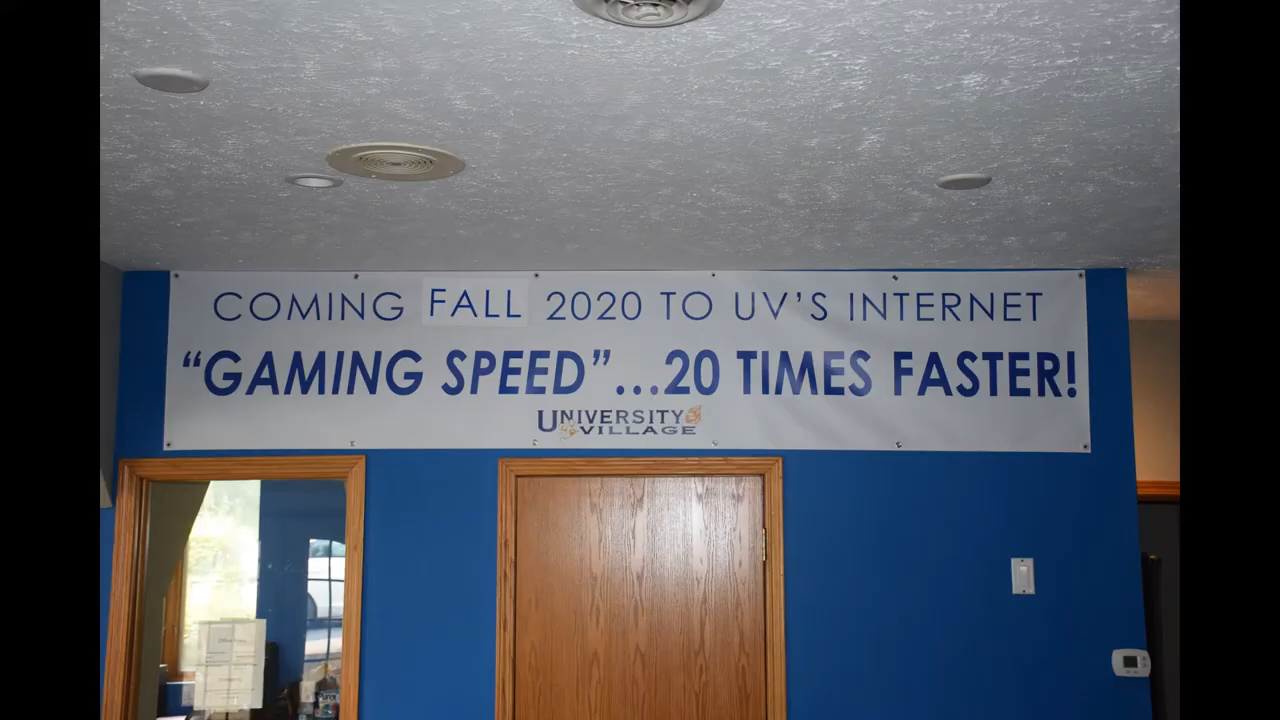 COMING FALL 2020 TO UV'S INTERNET
“GAMING SPEED”...20 TIMES FASTER!
UNIVERSITY
VILLAGE